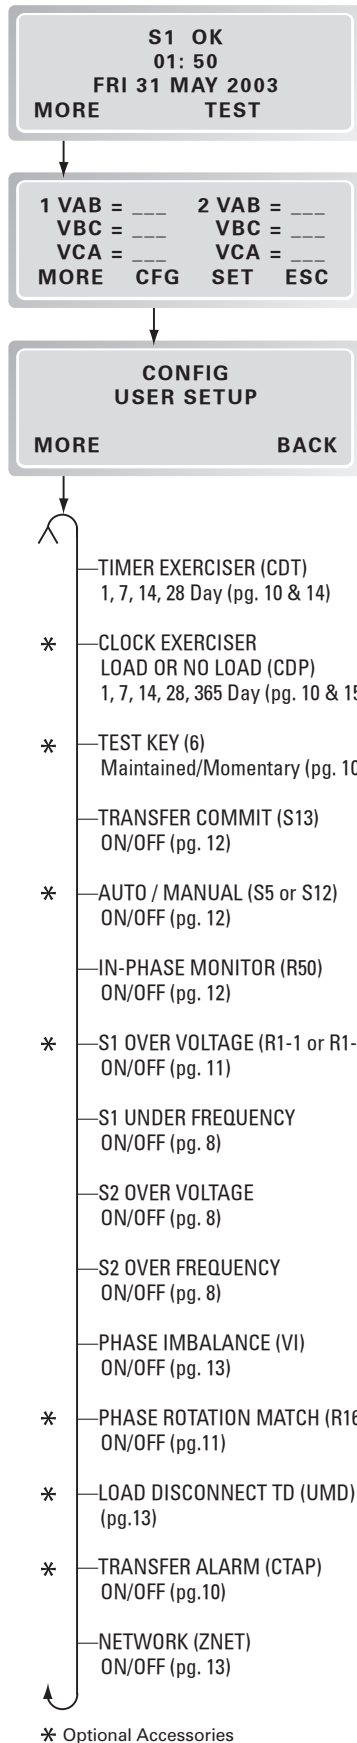 S1 OK
01: 50
FRI 31 MAY 2003
MORE TEST
1 VAB = ___ 2 VAB = ___
VBC = ___ VBC = ___
VCA = ___ VCA = ___
MORE CFG SET ESC
CONFIG
USER SETUP
MORE BACK
TIMER EXERCISER (CDT)
1, 7, 14, 28 Day (pg. 10 & 14)
* CLOCK EXERCISER
LOAD OR NO LOAD (CDP)
1, 7, 14, 28, 365 Day (pg. 10 & 15
* TEST KEY (6)
Maintained/Momentary (pg. 10
TRANSFER COMMIT (S13)
ON/OFF (pg. 12)
* AUTO / MANUAL (S5 or S12)
ON/OFF (pg. 12)
IN-PHASE MONITOR (R50)
ON/OFF (pg. 12)
* S1 OVER VOLTAGE (R1-1 or R1-
ON/OFF (pg. 11)
S1 UNDER FREQUENCY
ON/OFF (pg. 8)
S2 OVER VOLTAGE
ON/OFF (pg. 8)
S2 OVER FREQUENCY
ON/OFF (pg. 8)
PHASE IMBALANCE (VI)
ON/OFF (pg. 13)
* PHASE ROTATION MATCH (R16
ON/OFF (pg.11)
* LOAD DISCONNECT TD (UMD)
(pg.13)
* TRANSFER ALARM (CTAP)
ON/OFF (pg.10)
NETWORK (ZNET)
ON/OFF (pg. 13)
* Optional Accessories